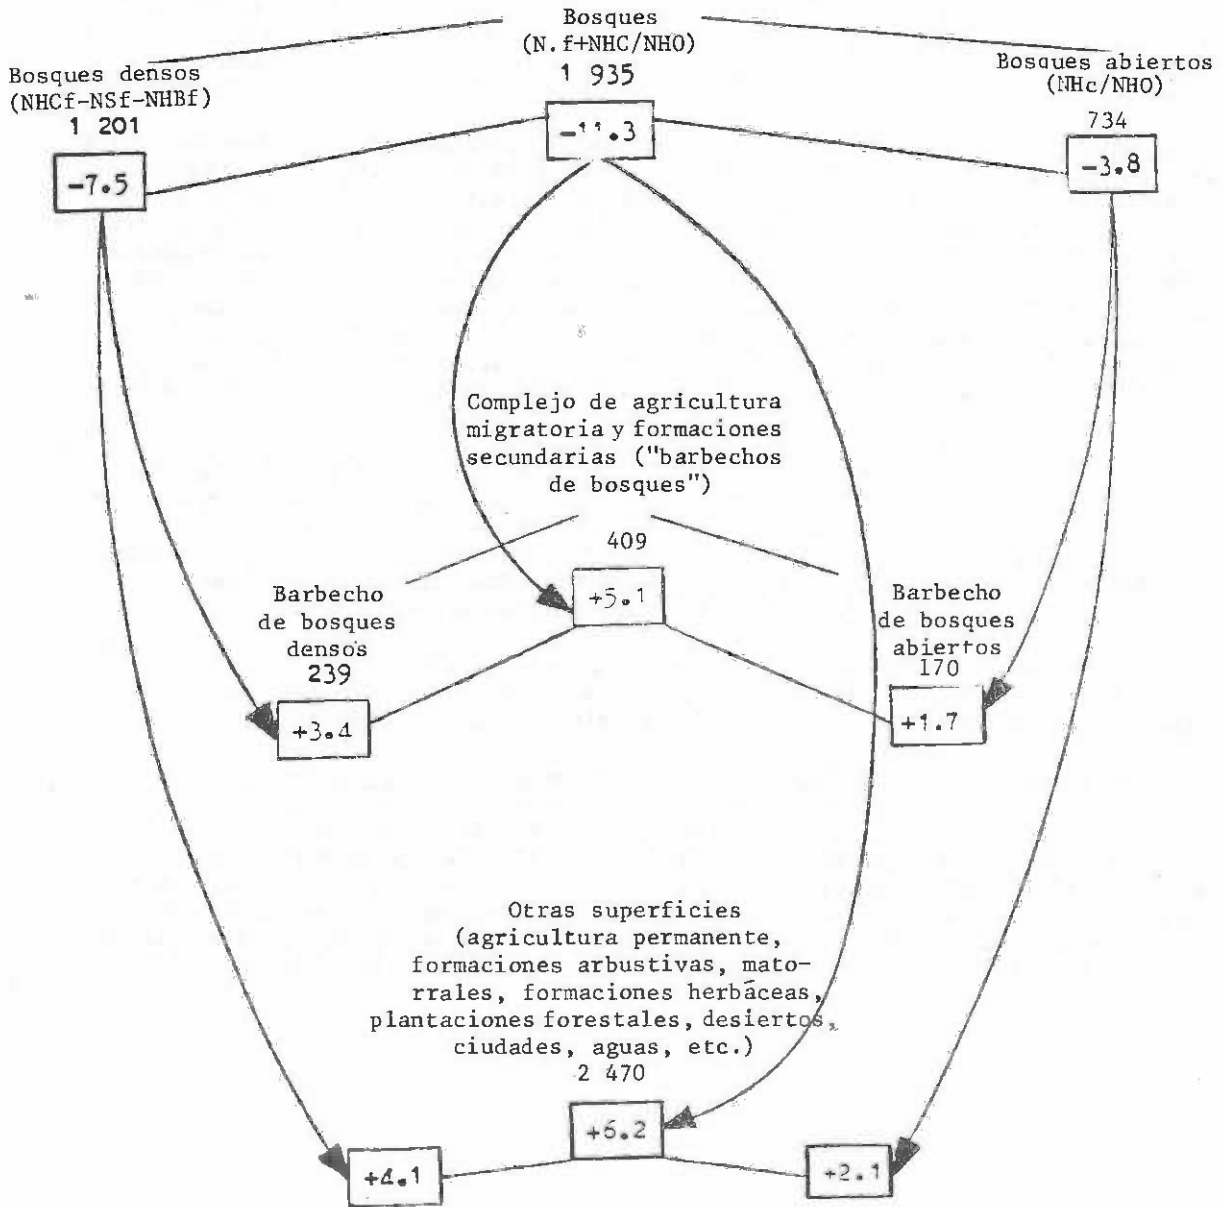 Bosques
(N.f+NHC/NHO)
1 935
-11.3
Bosques densos
(NHCf-NSf-NHBf)
1 201
-7.5
Bosques abiertos
(NHc/NHO)
734
-3.8
Complejo de agricultura
migratoria y formaciones
secundarias ("barbechos
de bosques")
409
+5.1
Barbecho
de bosques
densos
239
+3.4
Barbecho
de bosques
abiertos
170
+1.7
Otras superficies
(agricultura permanente,
formaciones arbustivas, mato-
rrales, formaciones herbáceas,
plantaciones forestales, desiertos,
ciudades, aguas, etc.)
2 470
+6.2
+4.1
+2.1